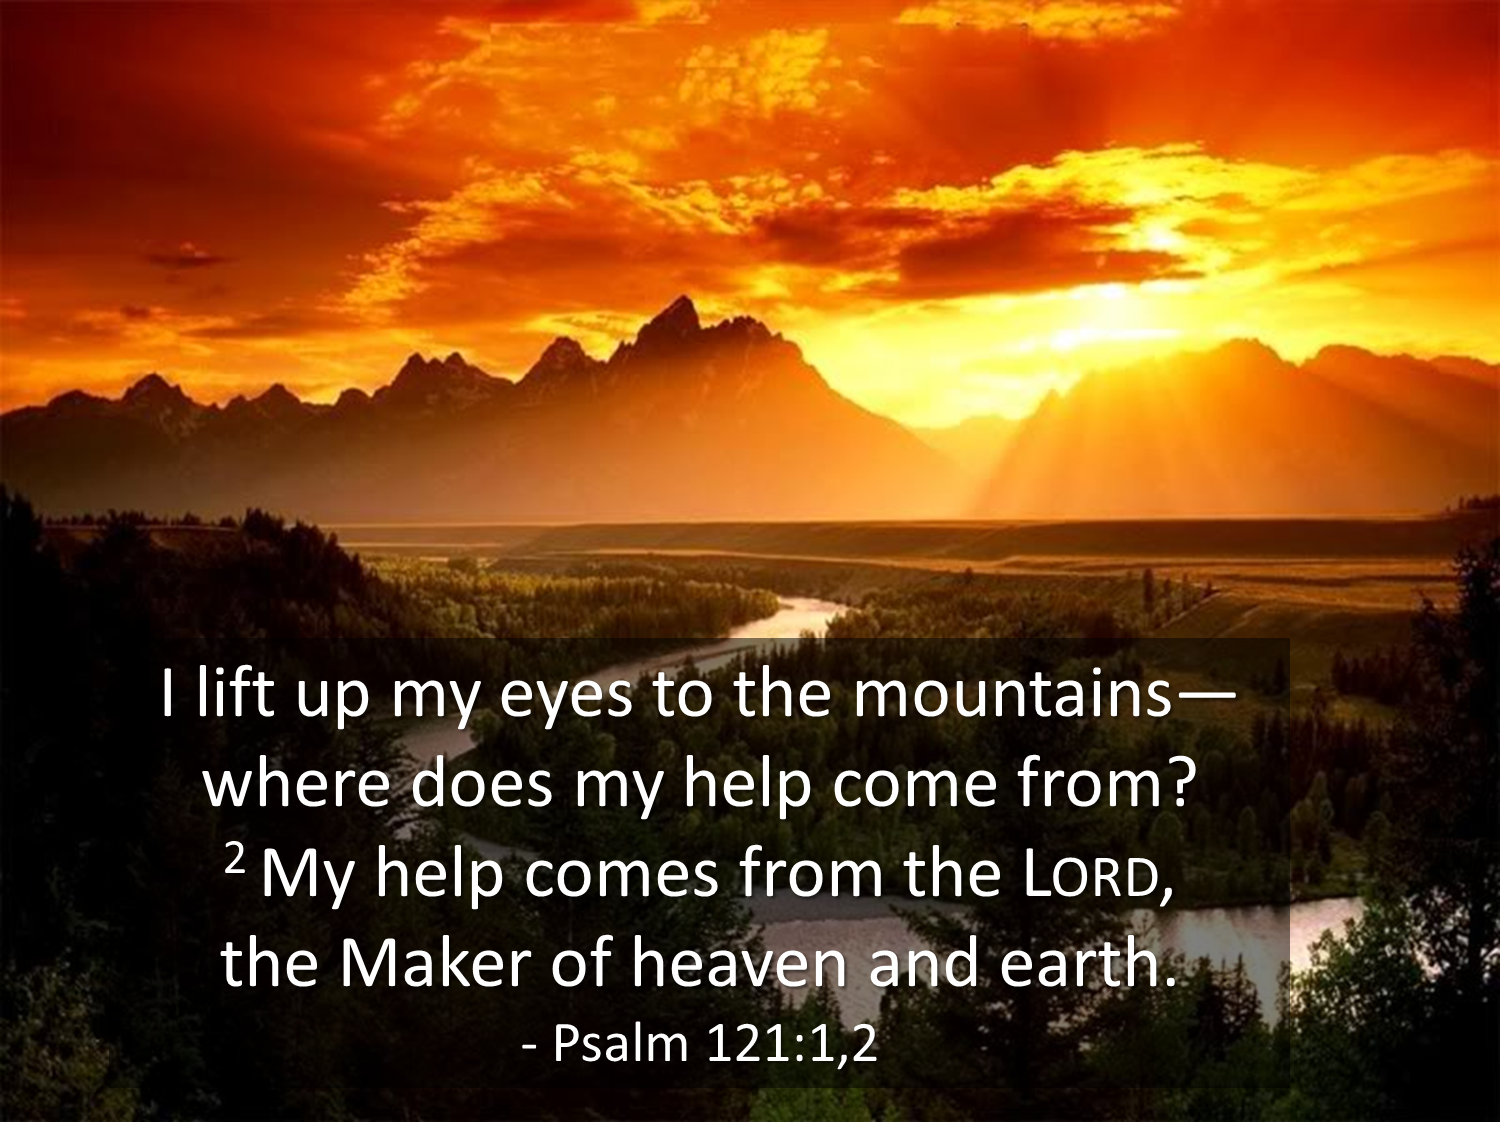 I lift up my eyes to the mountains—
where does my help come from?
2 My help comes from the LORD,
the Maker of heaven and earth.
- Psalm 121:1,2